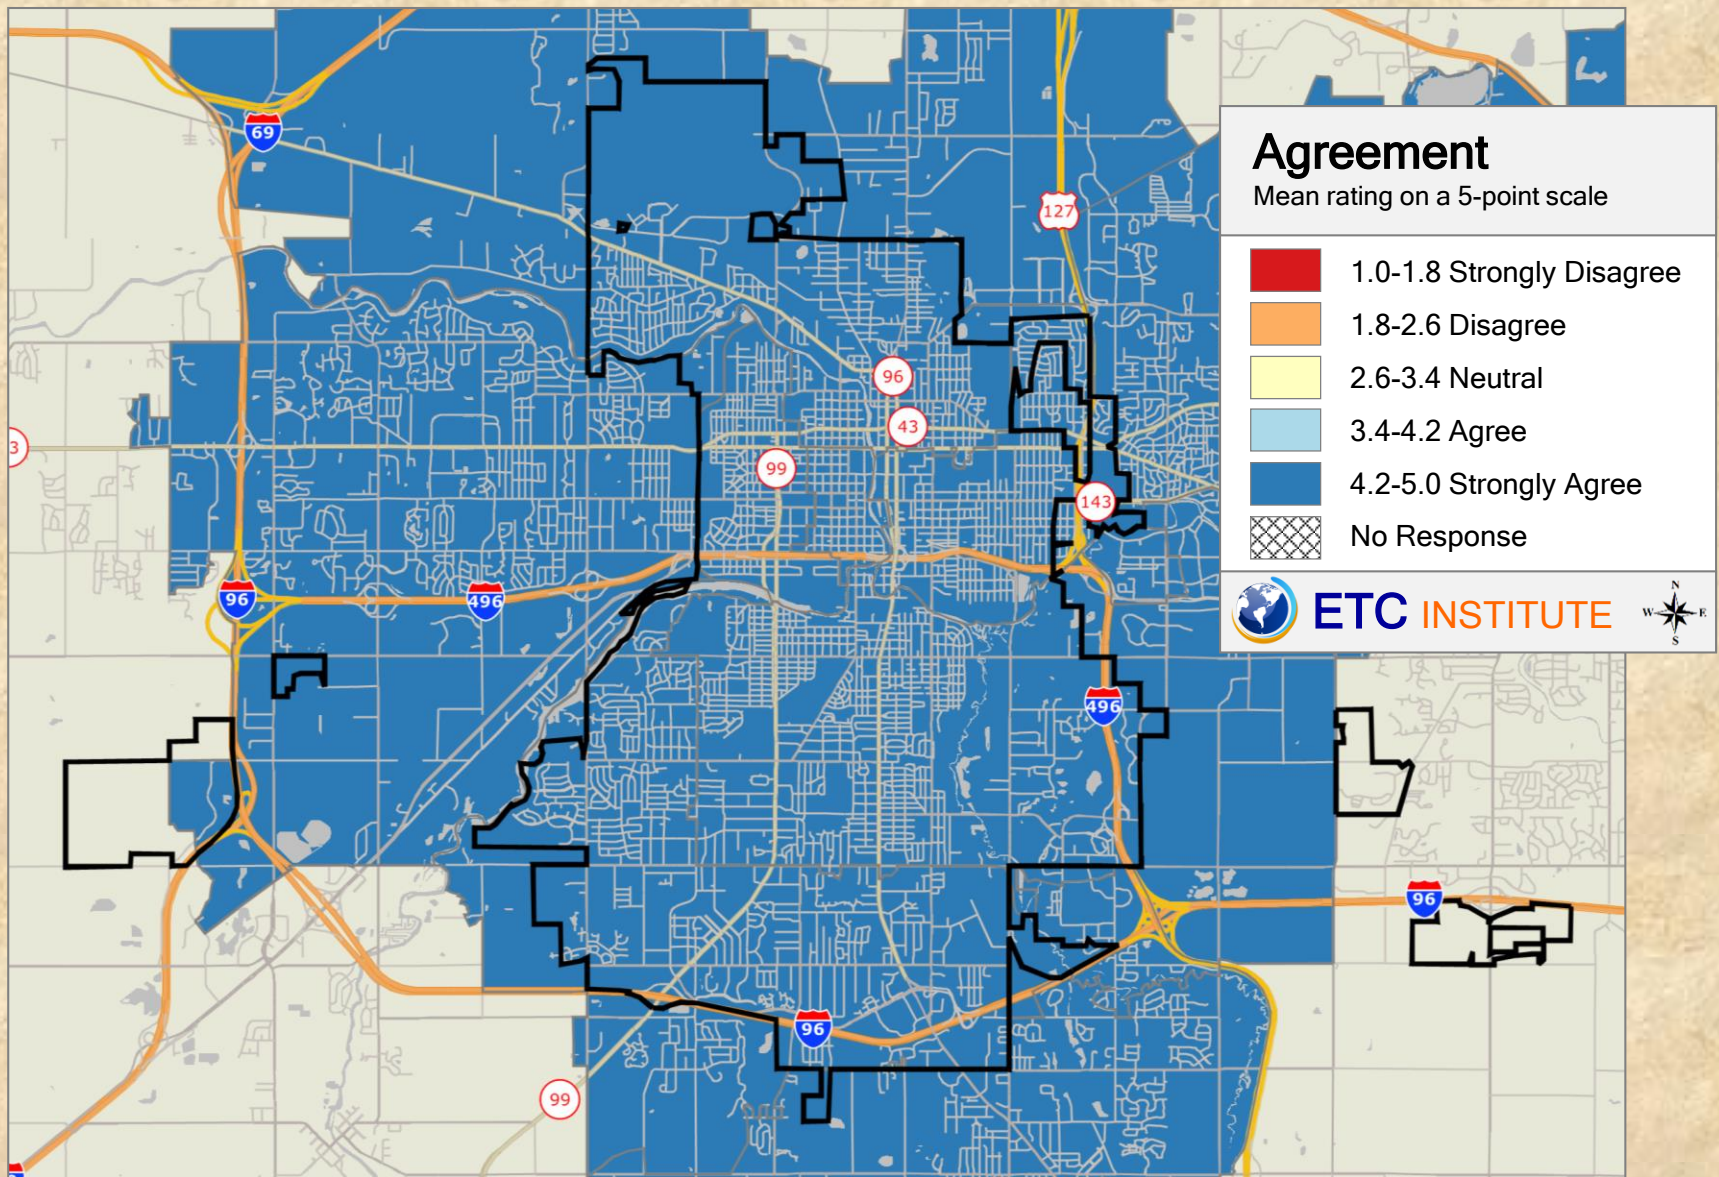 69
127
Agreement
Mean rating on a 5-point scale
1.0-1.8 Strongly Disagree
1.8-2.6 Disagree
2.6-3.4 Neutral
3.4-4.2 Agree
4.2-5.0 Strongly Agree
No Response
ETC INSTITUTE
N
W E
S
96
43
3
99
143
96
496
496
96
96
99